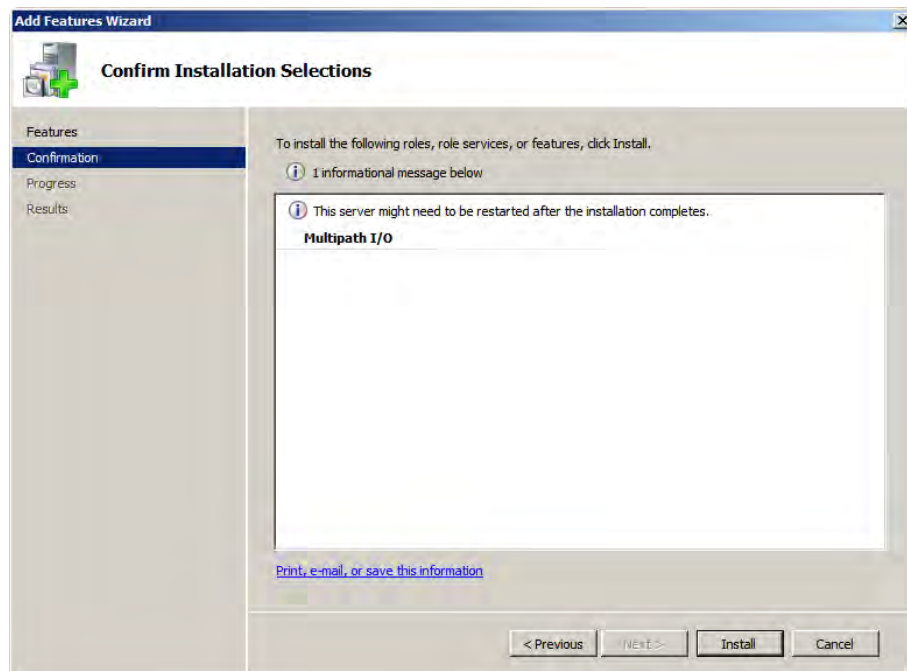 Add Features Wizard
Confirm Installation Selections
Features
Confirmation
Progress
Results
To install the following roles, role services, or features, click Install.
1 informational message below
This server might need to be restarted after the installation completes.
Multipath I/O
Print, e-mail, or save this information
< Previous
Next >
Install
Cancel